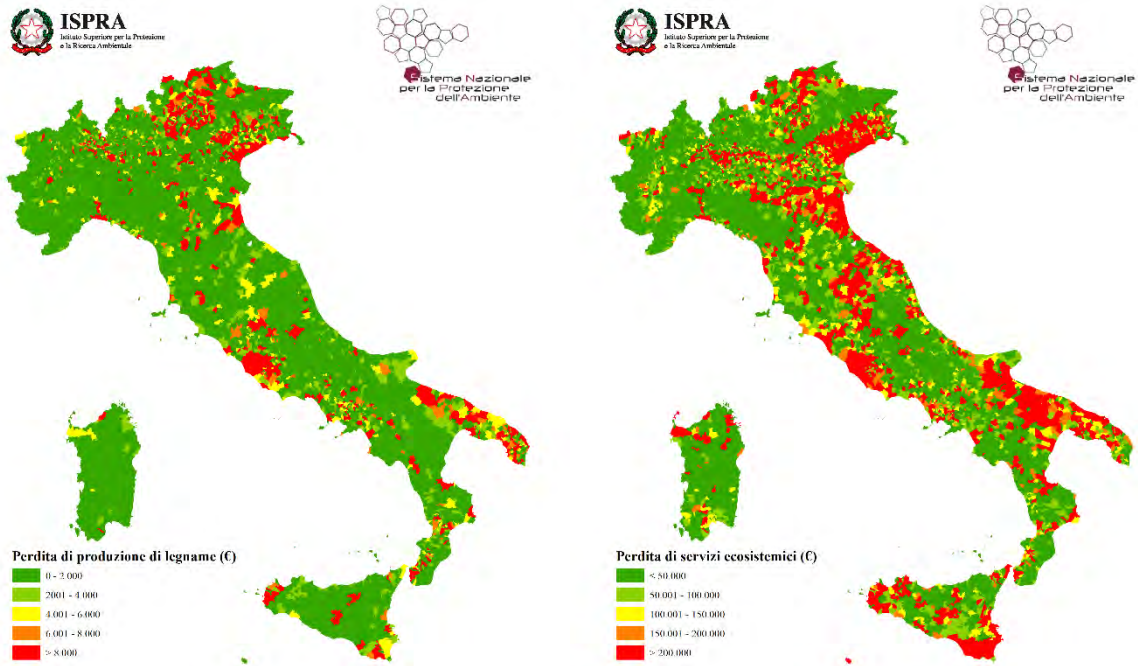 ISPRA
Istituto Superiore per la Protezione
e la Ricerca Ambientale
Sistema Nazionale
per la Protezione
dell'Ambiente
Perdita di produzione di legname (€)
0 - 2.000
2001 - 4.000
4.001 - 6.000
6.001 - 8.000
> 8.000
ISPRA
Istituto Superiore per la Protezione
e la Ricerca Ambientale
Sistema Nazionale
per la Protezione
dell'Ambiente
Perdita di servizi ecosistemici (€)
< 50.000
50.001 - 100.000
100.001 - 150.000
150.001 - 200.000
> 200.000